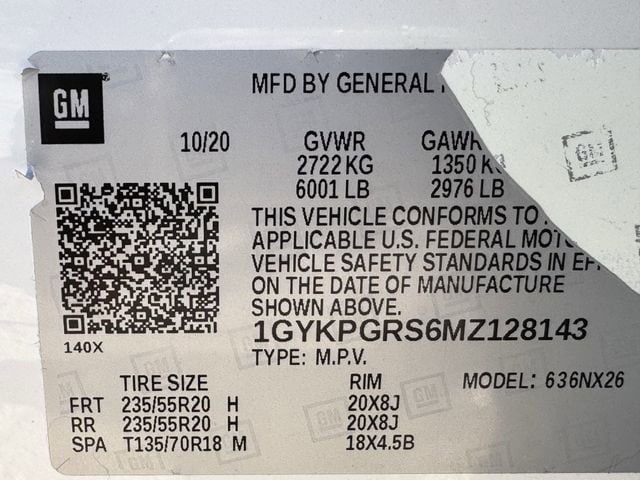 GM
MFD BY GENERAL
10/20 GVWR GAWR
2722 KG 1350 KG
6001 LB 2976 LB
THIS VEHICLE CONFORMS TO
APPLICABLE U.S. FEDERAL MOTO
VEHICLE SAFETY STANDARDS IN EF
ON THE DATE OF MANUFACTURE
SHOWN ABOVE.
1GYKPGRS6MZ128143
140X
TYPE: M.P.V.
TIRE SIZE RIM MODEL: 636NX26
FRT 235/55R20 H 20X8J
RR 235/55R20 H 20X8J
SPA T135/70R18 M 18X4.5B